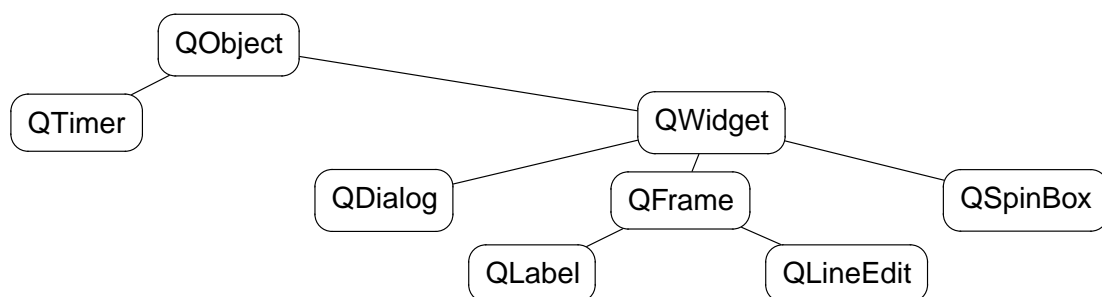 QObject
QTimer
QWidget
QDialog
QFrame
QSpinBox
QLabel
QLineEdit